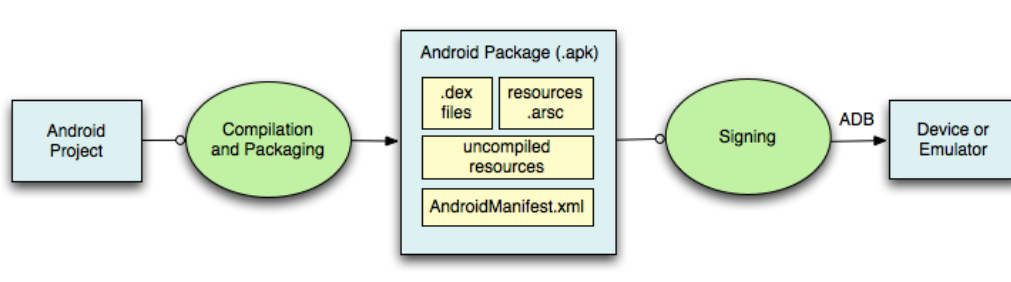 Android
Project
Compilation
and Packaging
Android Package (.apk)
.dex
files
resources
.arsc
uncompiled
resources
AndroidManifest.xml
Signing
ADB
Device or
Emulator